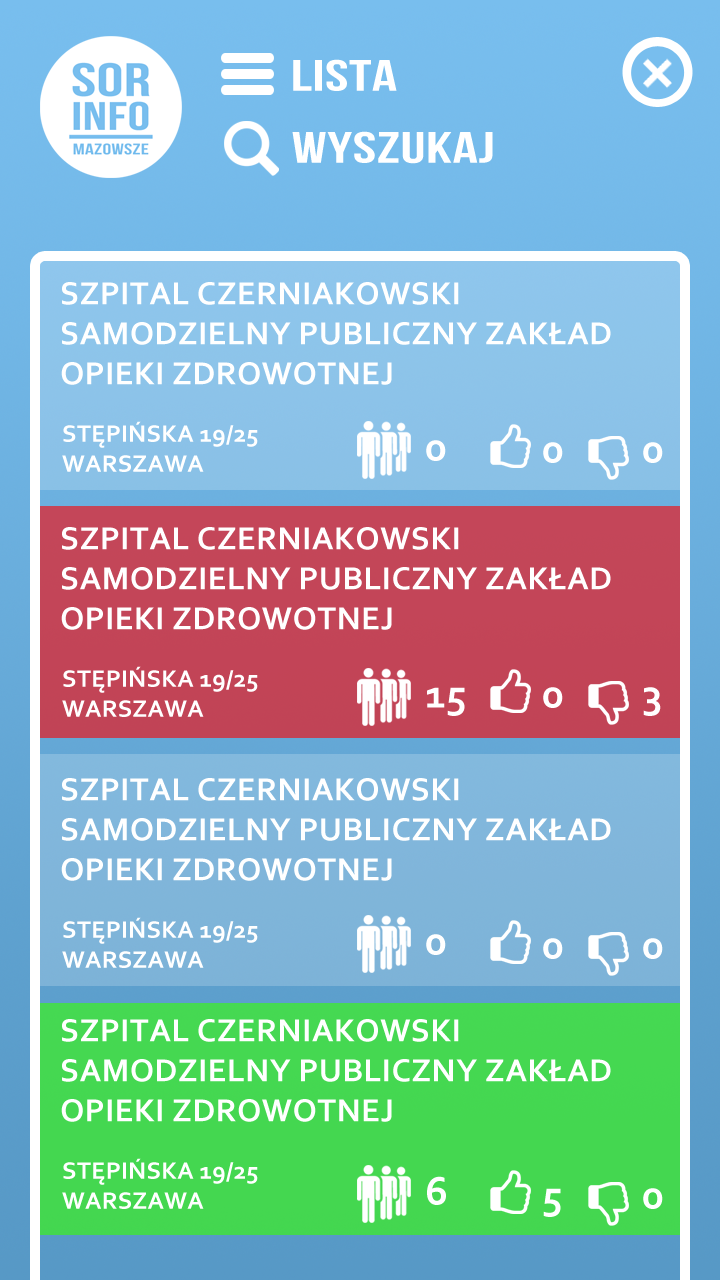 SOR
INFO
MAZOWSZE
LISTA
WYSZUKAJ
SZPITAL CZERNIAKOWSKI
SAMODZIELNY PUBLICZNY ZAKŁAD
OPIEKI ZDROWOTNEJ
STĘPIŃSKA 19/25
WARSZAWA
0 0 0
SZPITAL CZERNIAKOWSKI
SAMODZIELNY PUBLICZNY ZAKŁAD
OPIEKI ZDROWOTNEJ
STĘPIŃSKA 19/25
WARSZAWA
15 0 3
SZPITAL CZERNIAKOWSKI
SAMODZIELNY PUBLICZNY ZAKŁAD
OPIEKI ZDROWOTNEJ
STĘPIŃSKA 19/25
WARSZAWA
0 0 0
SZPITAL CZERNIAKOWSKI
SAMODZIELNY PUBLICZNY ZAKŁAD
OPIEKI ZDROWOTNEJ
STĘPIŃSKA 19/25
WARSZAWA
6 5 0